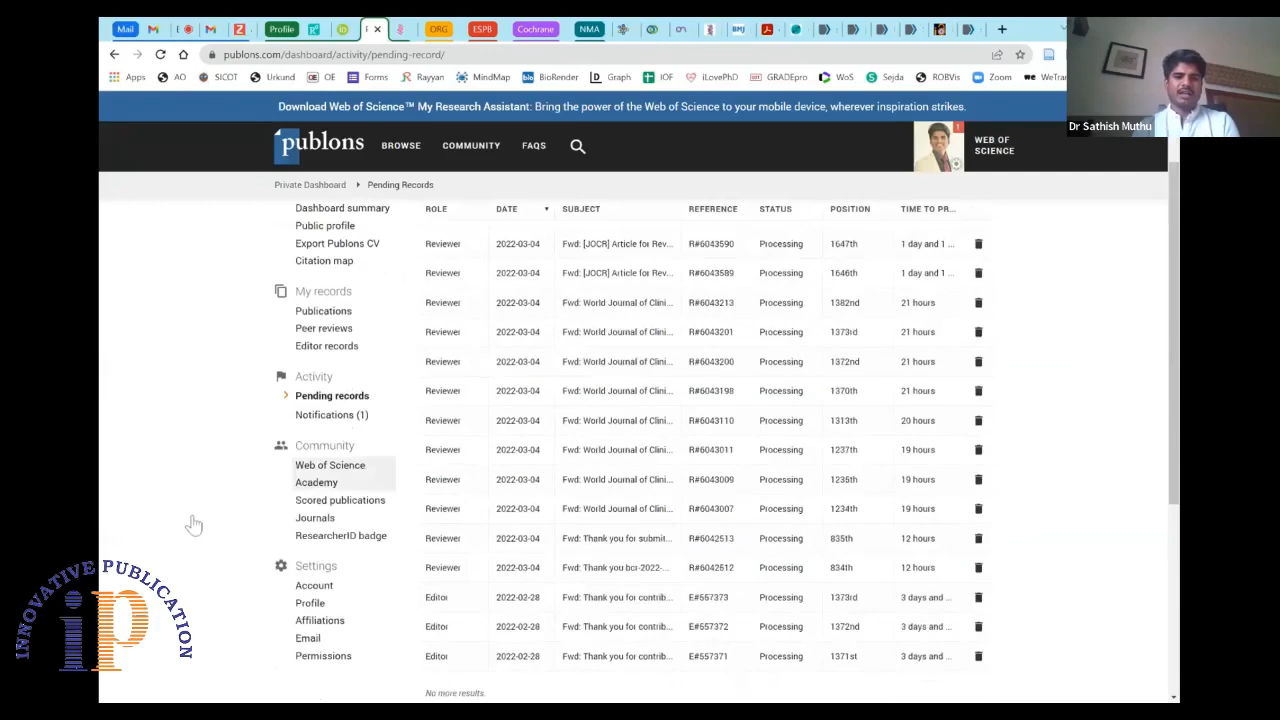 Mail
Profile
ORG
ESPB
Cochrane
NMA
BMJ
publons.com/dashboard/activity/pending-record/
Apps AO SICOT Urkund OE Forms Rayyan MindMap BioRender Graph IOF iLovePhD GRADEpro WoS Sejda ROBVis Zoom WeTra
Dr Sathish Muthu
Download Web of Science™ My Research Assistant: Bring the power of the Web of Science to your mobile device, wherever inspiration strikes.
publons BROWSE COMMUNITY FAQS
1
WEB OF
SCIENCE
Private Dashboard Pending Records
Dashboard summary
Public profile
Export Publons CV
Citation map
My records
Publications
Peer reviews
Editor records
Activity
Pending records
Notifications (1)
Community
Web of Science
Academy
Scored publications
Journals
ResearcherID badge
Settings
Account
Profile
Affiliations
Email
Permissions
ROLE DATE SUBJECT REFERENCE STATUS POSITION TIME TO PR...
Reviewer 2022-03-04 Fwd: [JOCR] Article for Rev... R#6043590 Processing 1647th 1 day and 1 ...
Reviewer 2022-03-04 Fwd: [JOCR] Article for Rev... R#6043589 Processing 1646th 1 day and 1 ...
Reviewer 2022-03-04 Fwd: World Journal of Clini... R#6043213 Processing 1382nd 21 hours
Reviewer 2022-03-04 Fwd: World Journal of Clini... R#6043201 Processing 1373rd 21 hours
Reviewer 2022-03-04 Fwd: World Journal of Clini... R#6043200 Processing 1372nd 21 hours
Reviewer 2022-03-04 Fwd: World Journal of Clini... R#6043198 Processing 1370th 21 hours
Reviewer 2022-03-04 Fwd: World Journal of Clini... R#6043110 Processing 1313th 20 hours
Reviewer 2022-03-04 Fwd: World Journal of Clini... R#6043011 Processing 1237th 19 hours
Reviewer 2022-03-04 Fwd: World Journal of Clini... R#6043009 Processing 1235th 19 hours
Reviewer 2022-03-04 Fwd: World Journal of Clini... R#6043007 Processing 1234th 19 hours
Reviewer 2022-03-04 Fwd: Thank you for submit... R#6042513 Processing 835th 12 hours
Reviewer 2022-03-04 Fwd: Thank you bcr-2022-... R#6042512 Processing 834th 12 hours
Editor 2022-02-28 Fwd: Thank you for contrib... E#557373 Processing 1373rd 3 days and ...
Editor 2022-02-28 Fwd: Thank you for contrib... E#557372 Processing 1372nd 3 days and ...
Editor 2022-02-28 Fwd: Thank you for contrib... E#557371 Processing 1371st 3 days and ...
No more results.
INNOVATIVE PUBLICATION
ip